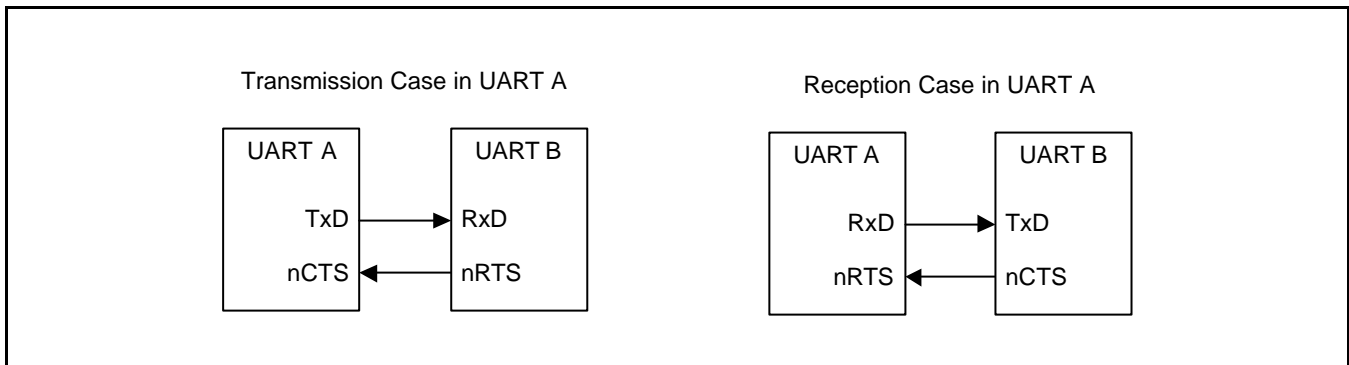 Transmission Case in UART A
UART A
UART B
TxD
RxD
nCTS
nRTS
Reception Case in UART A
UART A
UART B
RxD
TxD
nRTS
nCTS